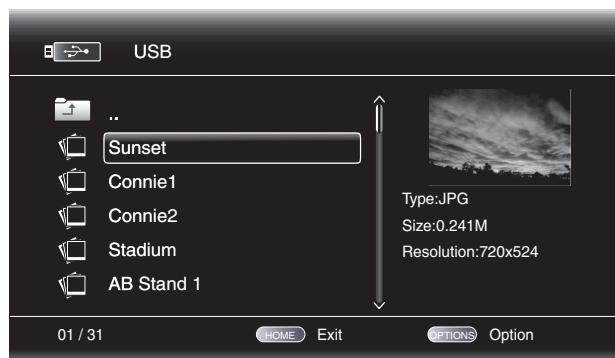 USB
..
Sunset
Connie1
Connie2
Stadium
AB Stand 1
Type:JPG
Size:0.241M
Resolution:720x524
01 / 31
HOME Exit
OPTIONS Option